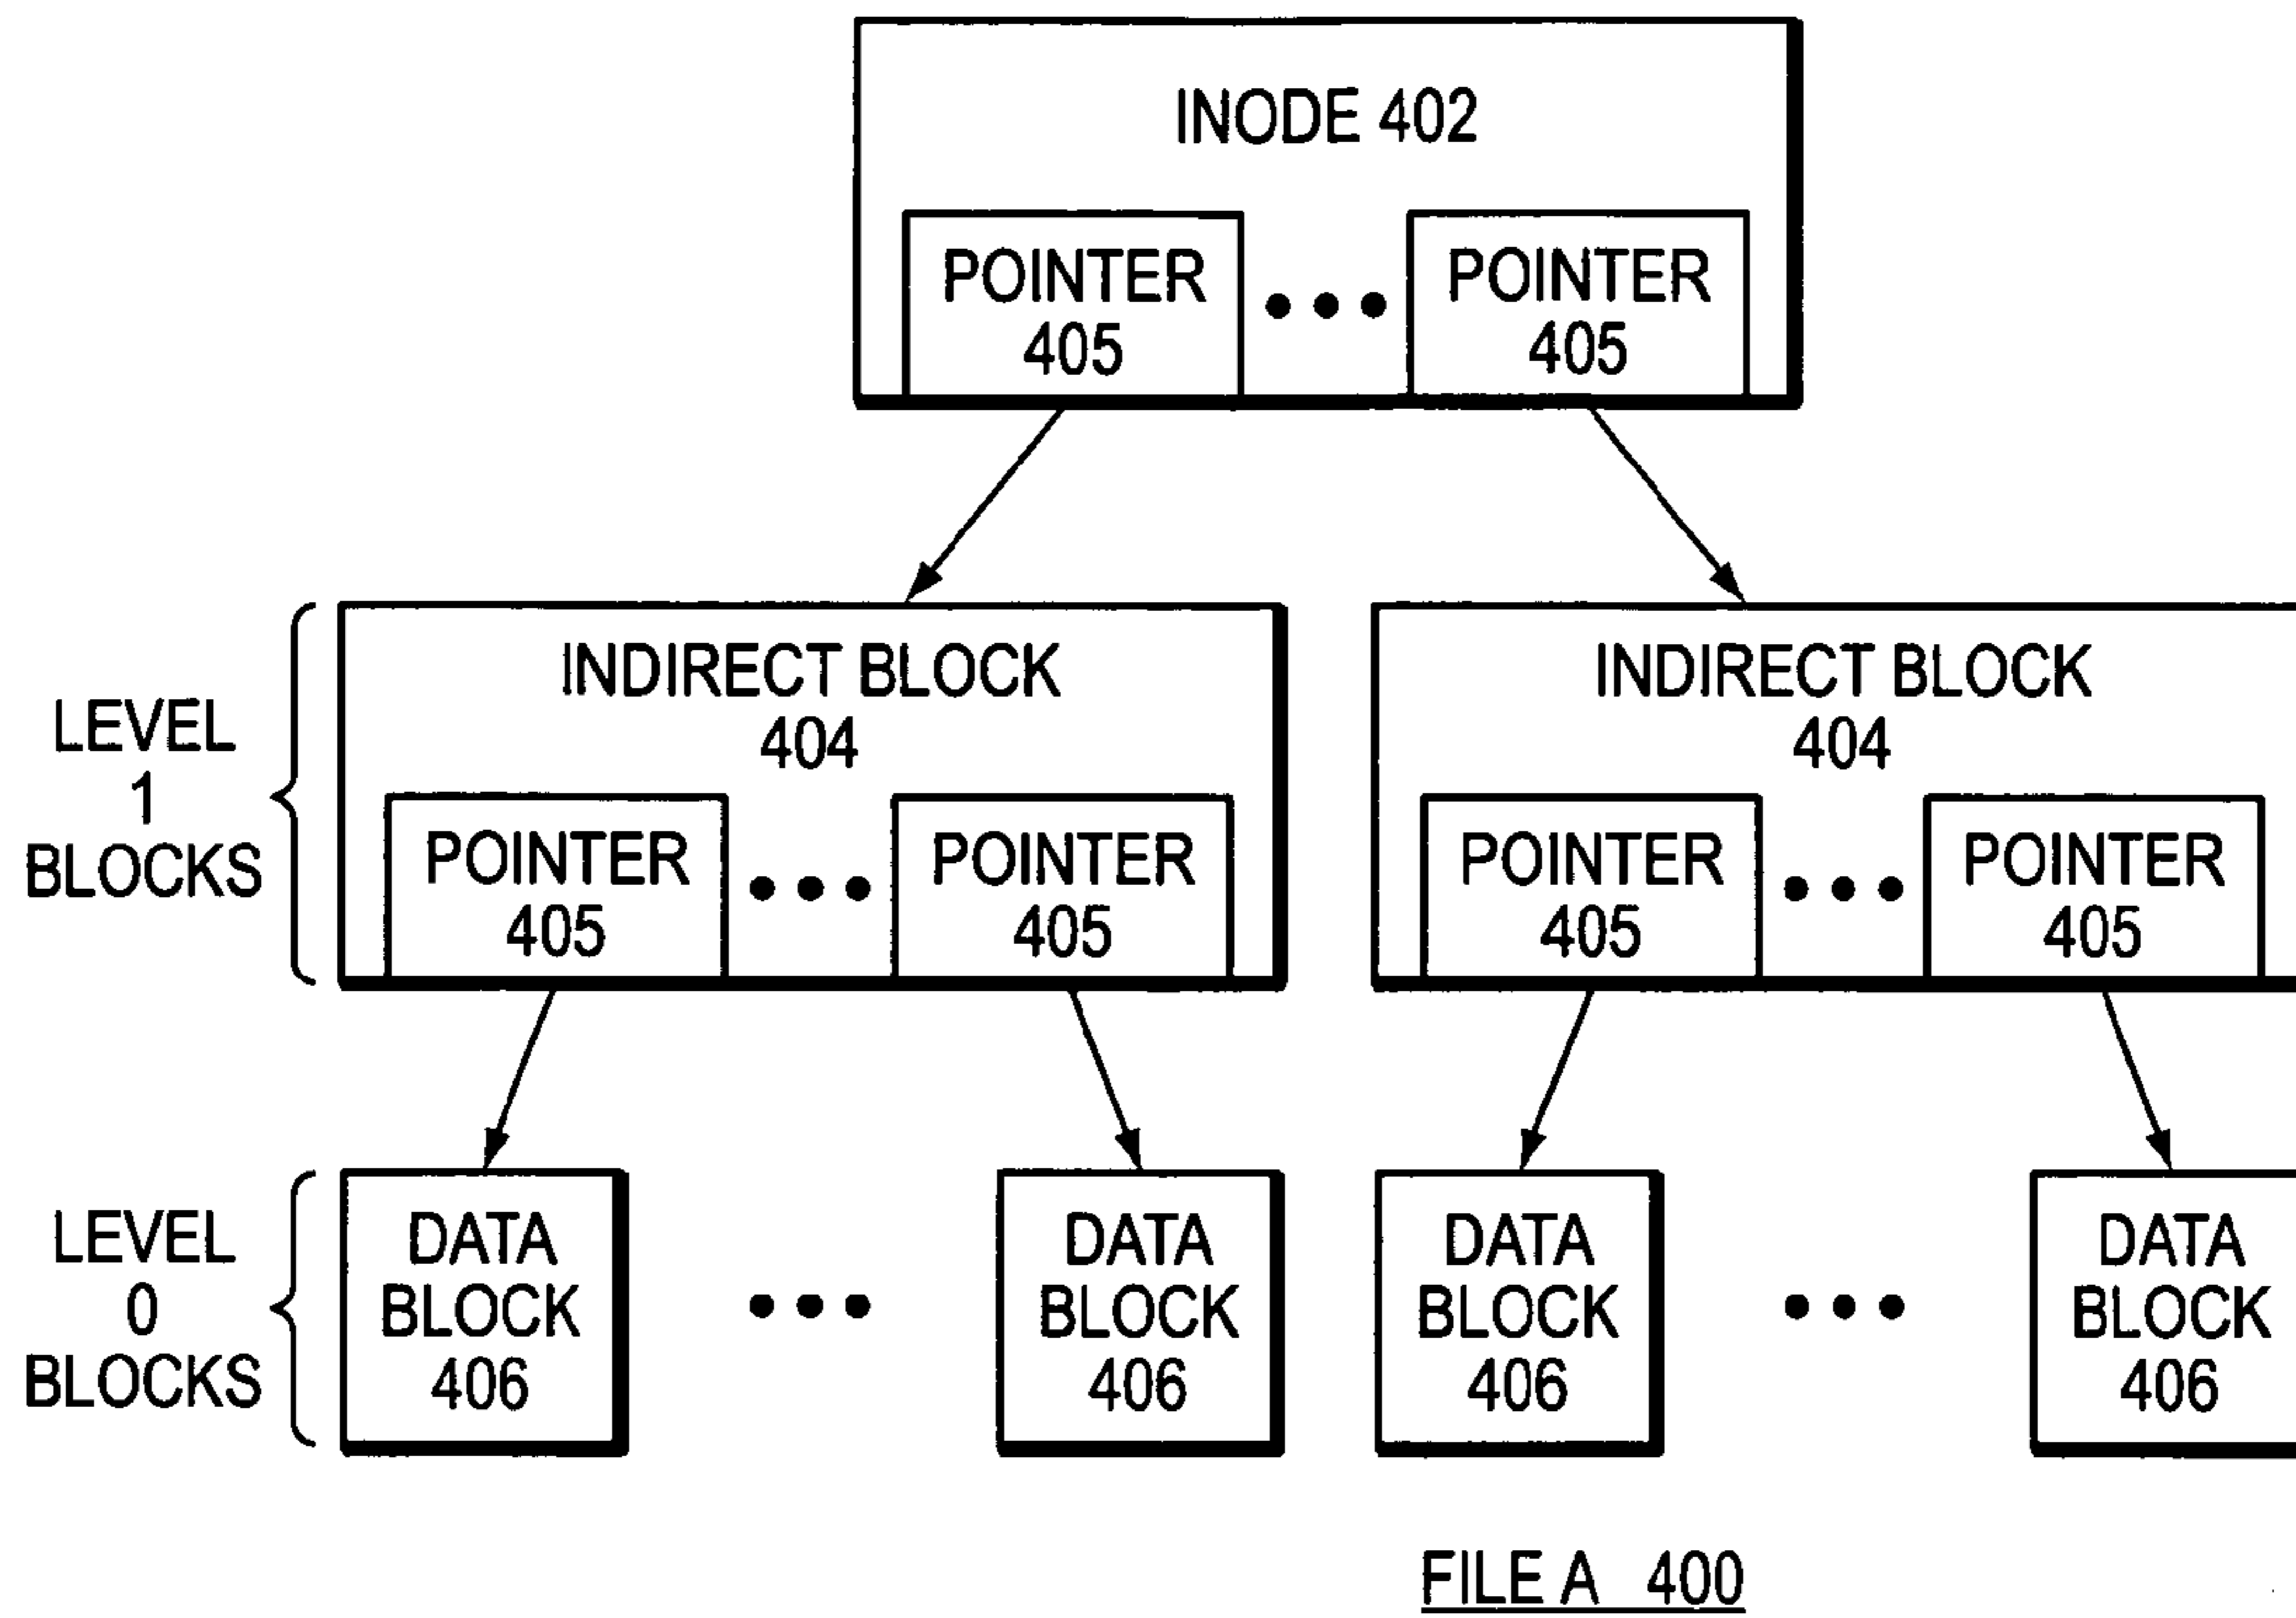 INODE 402
POINTER
405
POINTER
405
LEVEL
1
BLOCKS
INDIRECT BLOCK
404
POINTER
405
POINTER
405
INDIRECT BLOCK
404
POINTER
405
POINTER
405
LEVEL
0
BLOCKS
DATA
BLOCK
406
DATA
BLOCK
406
DATA
BLOCK
406
DATA
BLOCK
406
FILE A 400